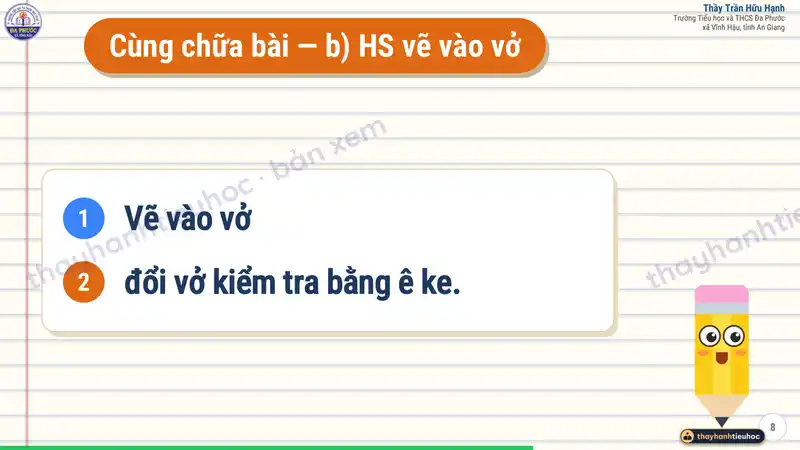 Thầy Trần Hữu Hạnh
Trường Tiểu học và THCS Đa Phước
xã Vĩnh Hậu, tỉnh An Giang
ĐA PHƯỚC
Cùng chữa bài – b) HS vẽ vào vở
thayhanhtieuhoc · bản xem
1 Vẽ vào vở
2 đổi vở kiểm tra bằng ê ke.
thayhanhtie
8
thayhanhtieuhoc